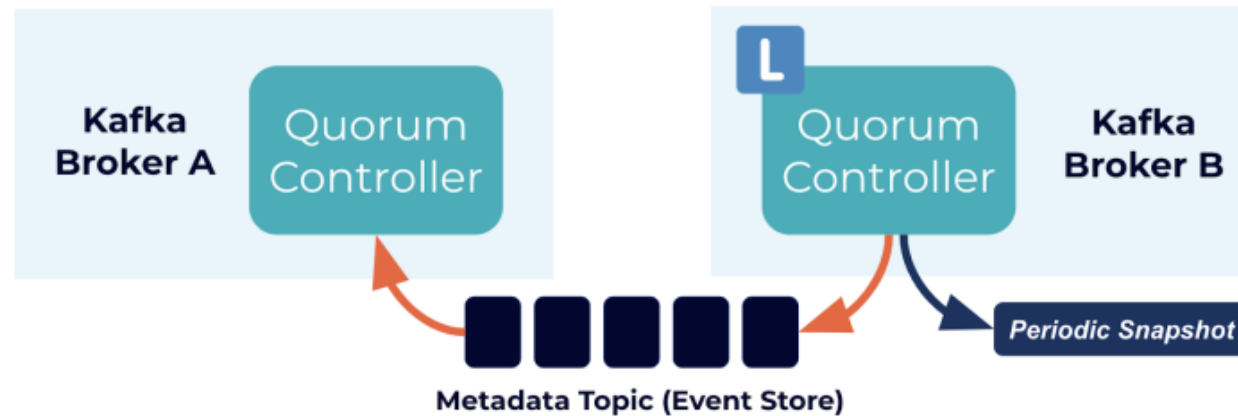 Kafka
Broker A
Quorum
Controller
L
Quorum
Controller
Kafka
Broker B
Periodic Snapshot
Metadata Topic (Event Store)